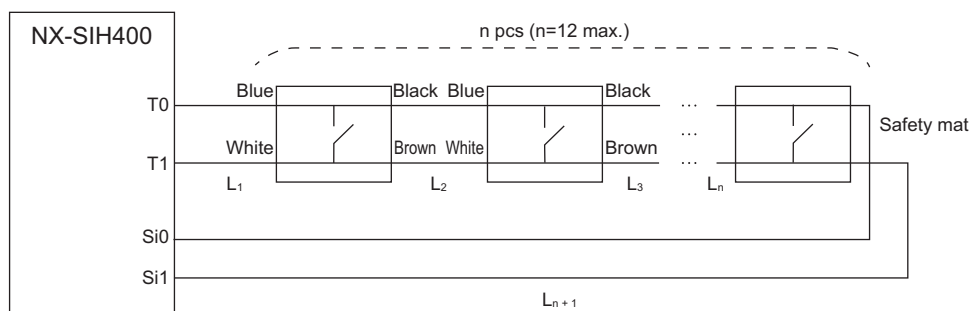 NX-SIH400
n pcs (n=12 max.)
Blue Black Blue Black ...
T0
... Safety mat
White Brown White Brown ...
T1
L1 L2 L3 Ln
Si0
Si1
Ln + 1